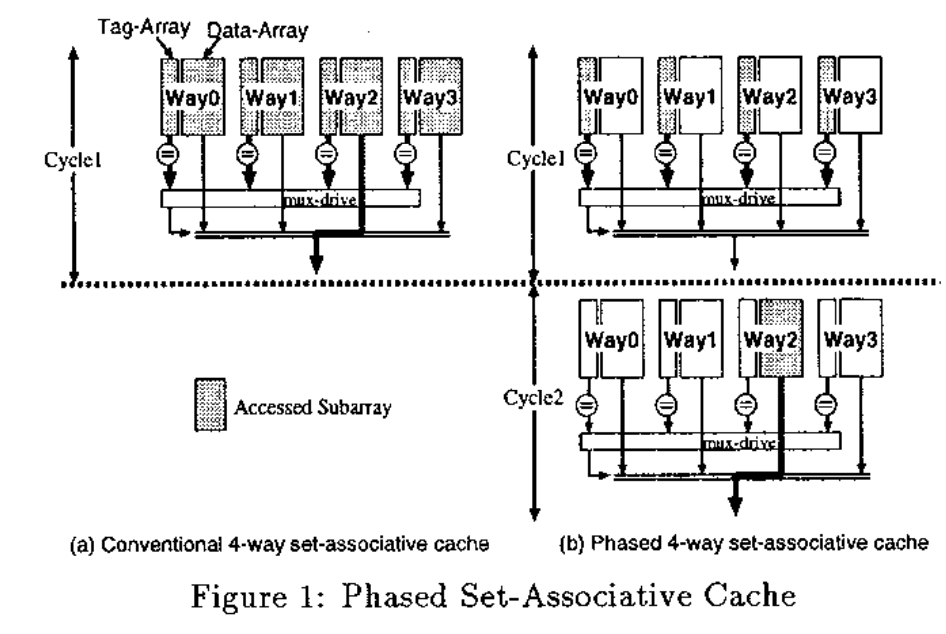 Tag-Array Data-Array
Way0 Way1 Way2 Way3
Way0 Way1 Way2 Way3
Cycle1
Cycle1
= = = =
= = = =
mux-drive
mux-drive
Way0 Way1 Way2 Way3
Cycle2
= = = =
Accessed Subarray
mux-drive
(a) Conventional 4-way set-associative cache
(b) Phased 4-way set-associative cache
Figure 1: Phased Set-Associative Cache